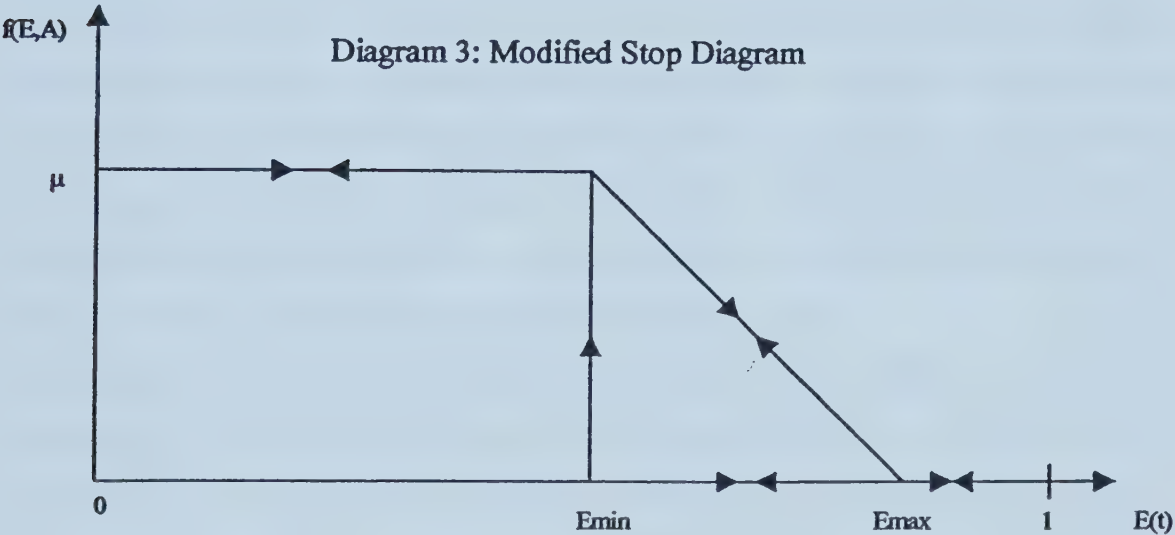 f(E,A)
Diagram 3: Modified Stop Diagram
μ
0
Emin
Emax
1
E(t)